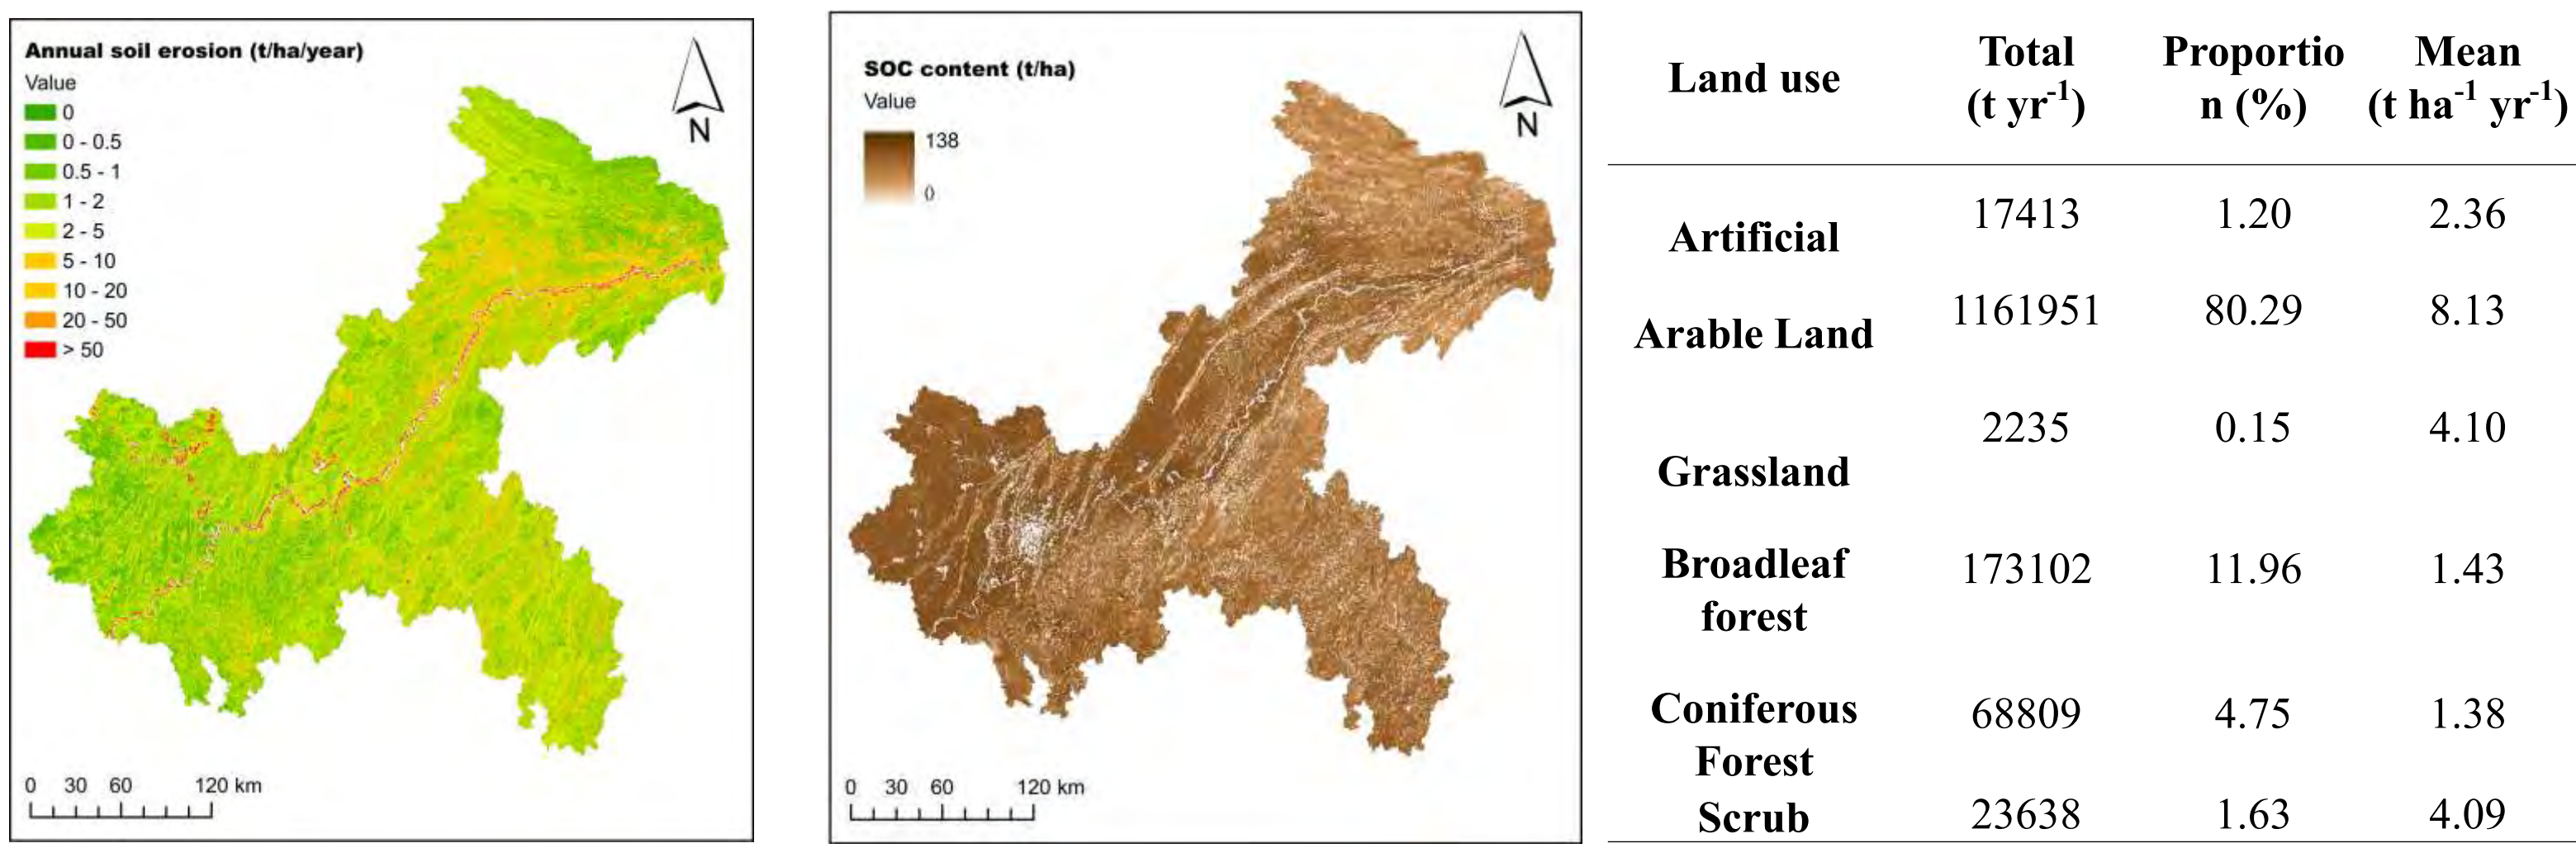 Annual soil erosion (t/ha/year)
Value
0
0 - 0.5
0.5 - 1
1 - 2
2 - 5
5 - 10
10 - 20
20 - 50
> 50
N
0 30 60 120 km
SOC content (t/ha)
Value
138
0
N
0 30 60 120 km
Land use Total Proportio Mean
(t yr-1) n (%) (t ha-1 yr-1)
Artificial 17413 1.20 2.36
Arable Land 1161951 80.29 8.13
Grassland 2235 0.15 4.10
Broadleaf 173102 11.96 1.43
forest
Coniferous 68809 4.75 1.38
Forest
Scrub 23638 1.63 4.09